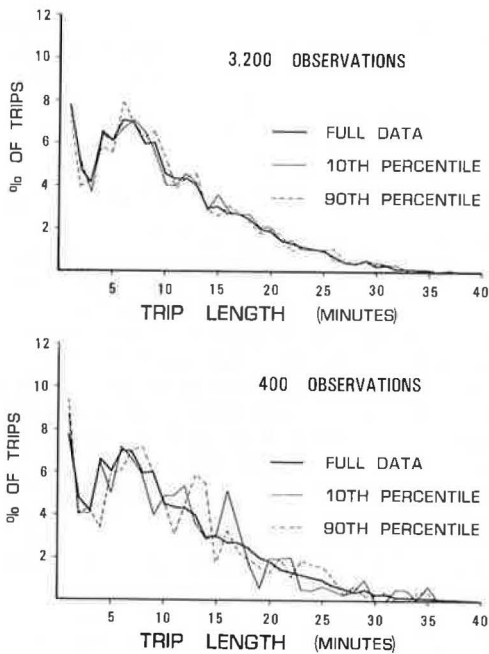 12
10
8
6
4
2
% OF TRIPS
3,200 OBSERVATIONS
FULL DATA
10TH PERCENTILE
90TH PERCENTILE
5 10 15 20 25 30 35 40
TRIP LENGTH (MINUTES)
12
10
8
6
4
2
% OF TRIPS
400 OBSERVATIONS
FULL DATA
10TH PERCENTILE
90TH PERCENTILE
5 10 15 20 25 30 35 40
TRIP LENGTH (MINUTES)